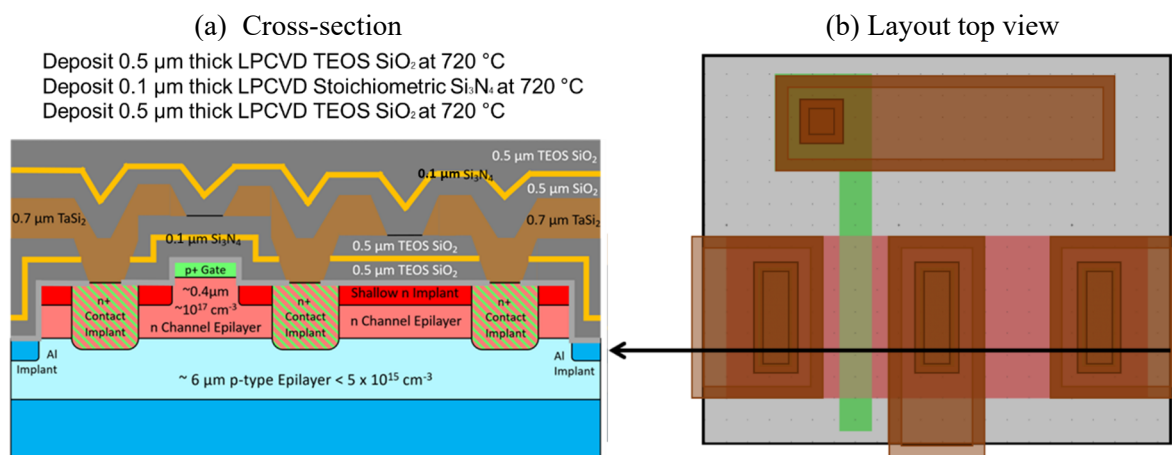 (a) Cross-section
(b) Layout top view
Deposit 0.5 µm thick LPCVD TEOS SiO₂ at 720 °C
Deposit 0.1 µm thick LPCVD Stoichiometric Si₃N₄ at 720 °C
Deposit 0.5 µm thick LPCVD TEOS SiO₂ at 720 °C
0.5 µm TEOS SiO₂
0.1 µm Si₃N₄
0.5 µm SiO₂
0.7 µm TaSi₂
0.7 µm TaSi₂
0.1 µm Si₃N₄
0.5 µm TEOS SiO₂
0.5 µm TEOS SiO₂
p+ Gate
n+
Contact
Implant
~0.4µm
~10¹⁷ cm⁻³
n Channel Epilayer
n+
Contact
Implant
Shallow n Implant
n Channel Epilayer
n+
Contact
Implant
Al
Implant
Al
Implant
~ 6 µm p-type Epilayer < 5 x 10¹⁵ cm⁻³